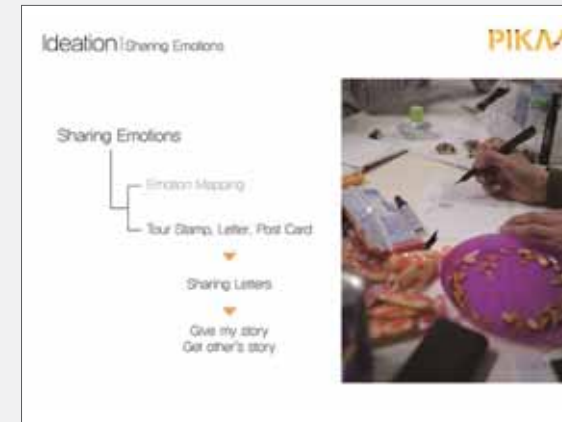 Ideation | Sharing Emotions
Sharing Emotions
Emotion Mapping
Tour Stamp, Letter, Post Card
Sharing Letters
Give my story
Get other's story